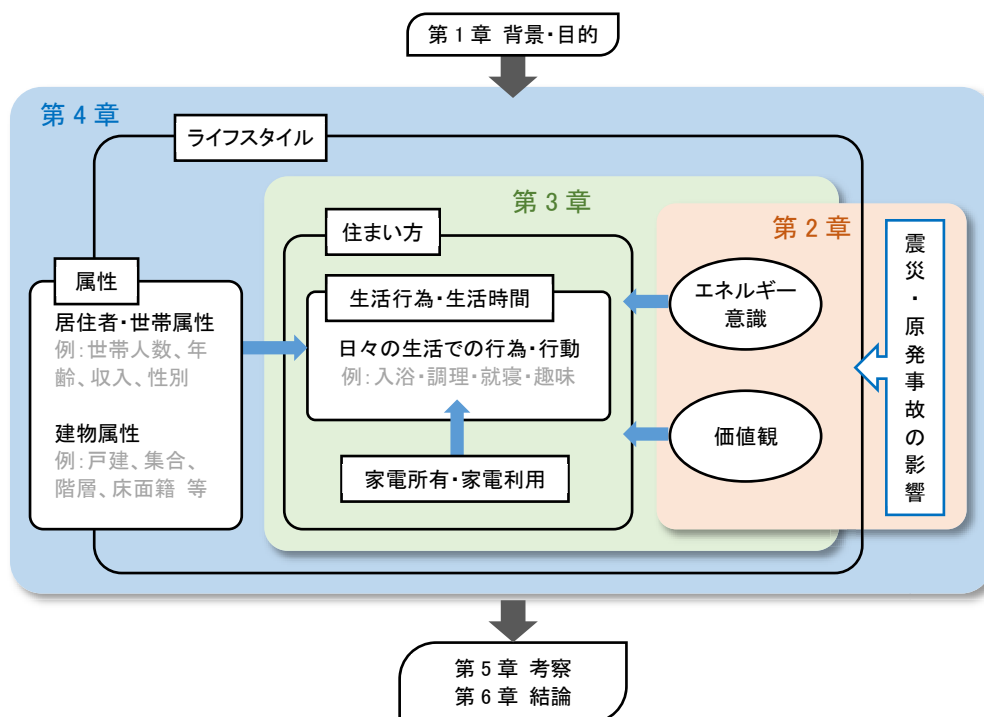 第1章 背景・目的
第4章
ライフスタイル
第3章
第2章
住まい方
属性
居住者・世帯属性
例：世帯人数、年
齢、収入、性別
建物属性
例：戸建、集合、
階層、床面籍 等
生活行為・生活時間
日々の生活での行為・行動
例：入浴・調理・就寝・趣味
家電所有・家電利用
エネルギー
意識
価値観
震災・原発事故の影響
第5章 考察
第6章 結論